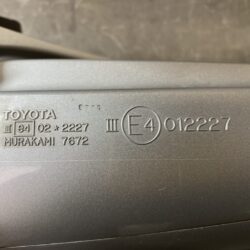 TOYOTA
III 94 02*2227
MURAKAMI 7672
III E4 012227